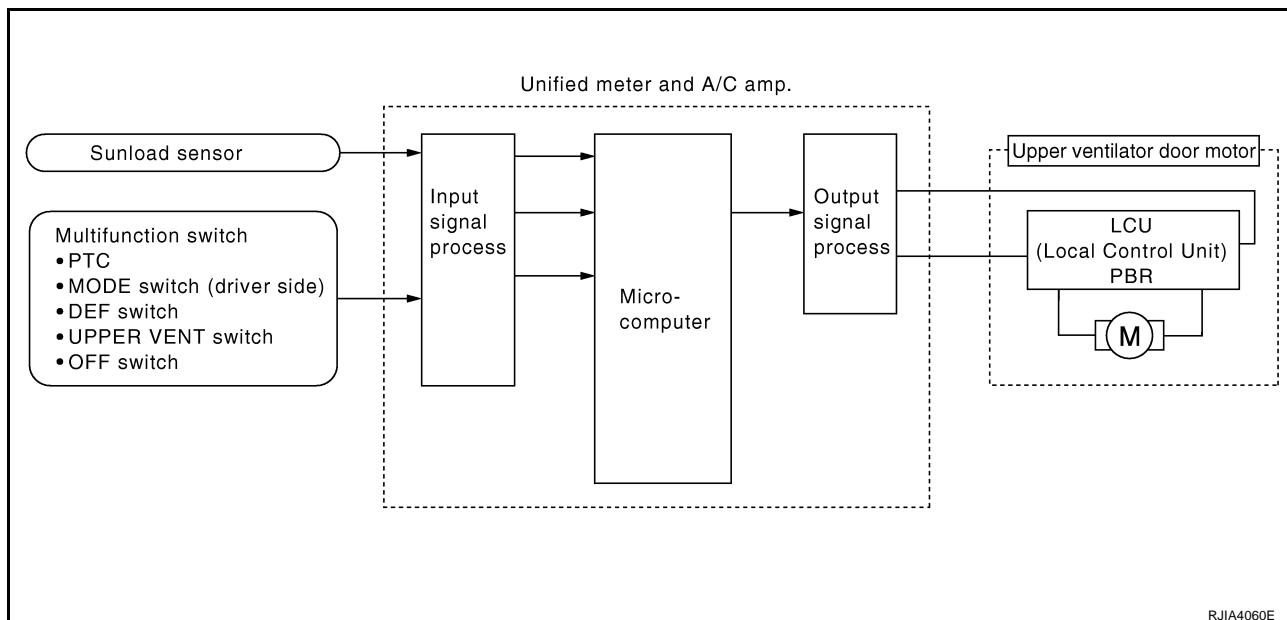 Unified meter and A/C amp.
Sunload sensor
Multifunction switch
• PTC
• MODE switch (driver side)
• DEF switch
• UPPER VENT switch
• OFF switch
Input
signal
process
Micro-
computer
Output
signal
process
Upper ventilator door motor
LCU
(Local Control Unit)
PBR
M
RJIA4060E